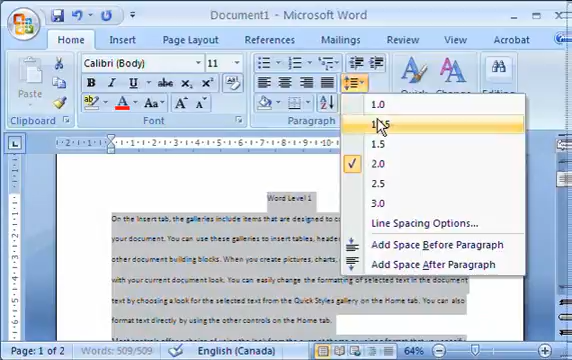 Document1 - Microsoft Word
Home Insert Page Layout References Mailings Review View Acrobat
Calibri (Body) 11
Paste B I U abe A Quick Change Editing
Clipboard Font Paragraph
1.0
1.5
2.0
2.5
3.0
Line Spacing Options...
Add Space Before Paragraph
Add Space After Paragraph
Word Level 1
On the Insert tab, the galleries include items that are designed to
your document. You can use these galleries to insert tables,
other document building blocks. When you create pictures, charts,
with your current document look. You can easily change the formatting of selected text in the document
text by choosing a look for the selected text from the Quick Styles gallery on the Home tab. You can also
format text directly by using the other controls on the Home tab.
Page: 1 of 2 Words: 509/509 English (Canada) 64%